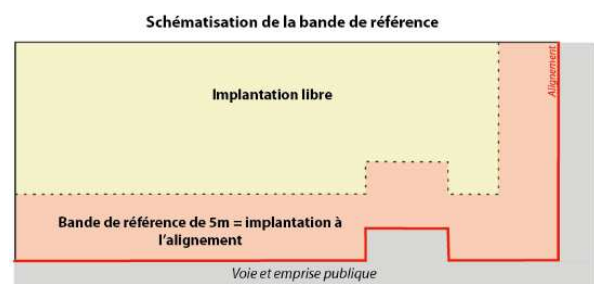 Schématisation de la bande de référence
Alignement
Implantation libre
Bande de référence de 5m = implantation à
l'alignement
Voie et emprise publique